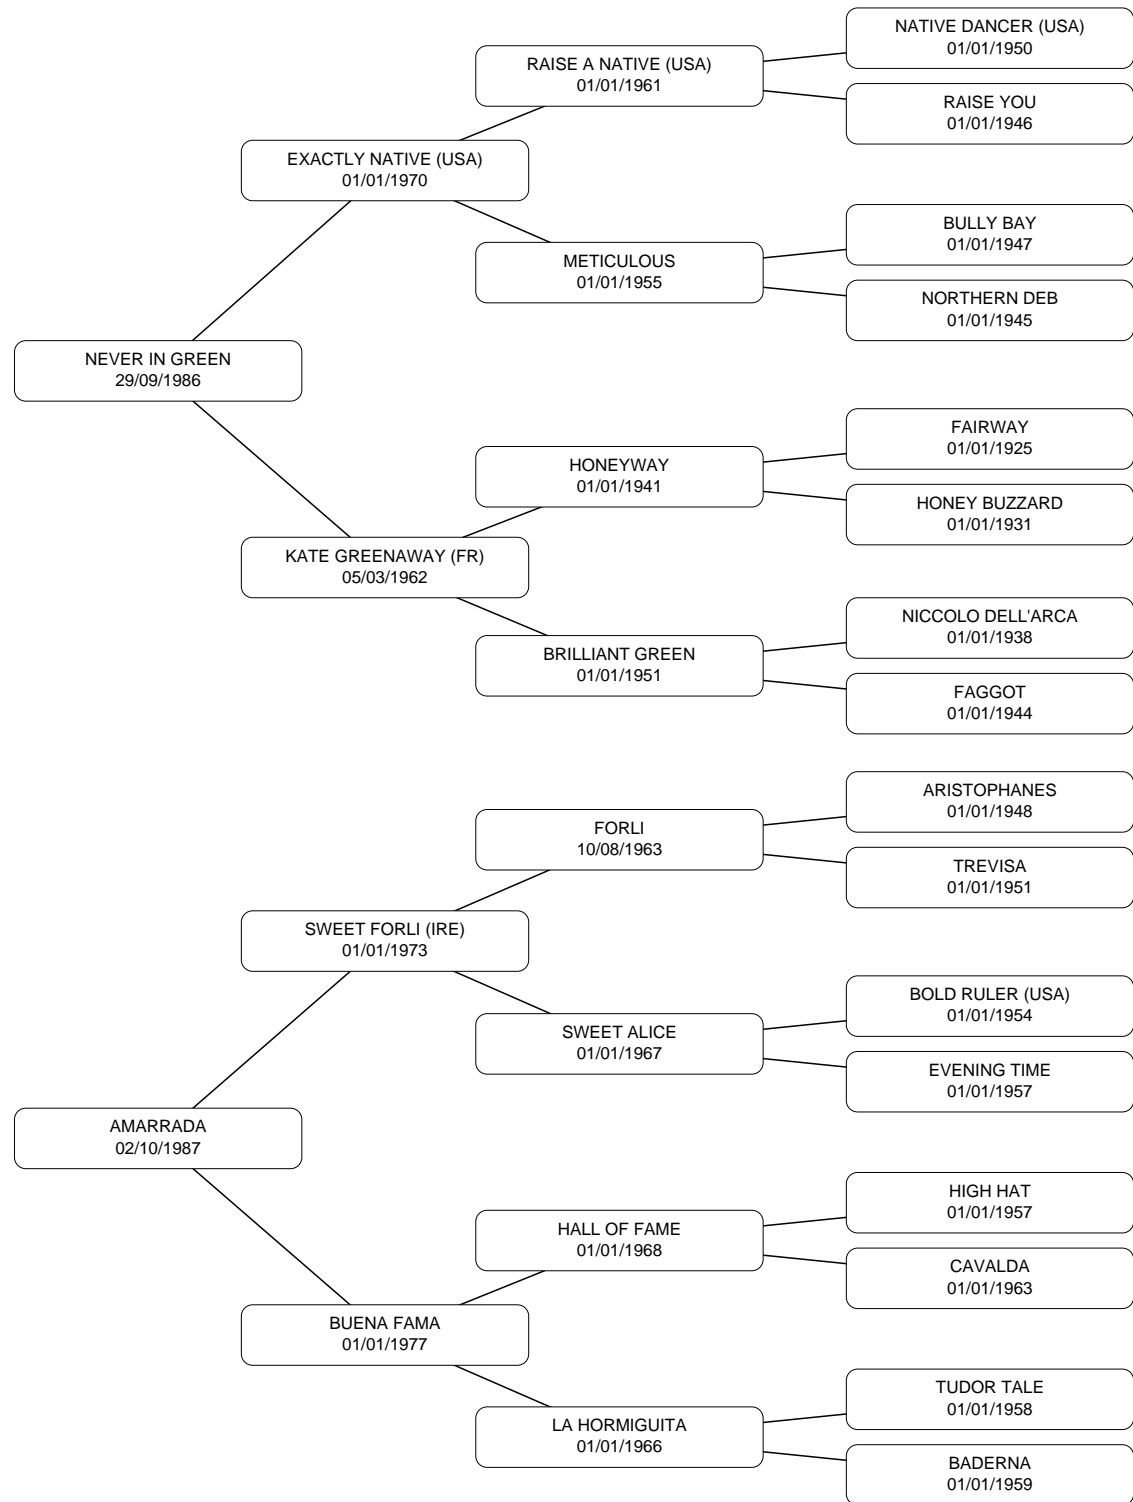 NATIVE DANCER (USA)
01/01/1950
RAISE A NATIVE (USA)
01/01/1961
RAISE YOU
01/01/1946
EXACTLY NATIVE (USA)
01/01/1970
BULLY BAY
01/01/1947
METICULOUS
01/01/1955
NORTHERN DEB
01/01/1945
NEVER IN GREEN
29/09/1986
FAIRWAY
01/01/1925
HONEYWAY
01/01/1941
HONEY BUZZARD
01/01/1931
KATE GREENAWAY (FR)
05/03/1962
NICCOLO DELL'ARCA
01/01/1938
BRILLIANT GREEN
01/01/1951
FAGGOT
01/01/1944
ARISTOPHANES
01/01/1948
FORLI
10/08/1963
TREVISA
01/01/1951
SWEET FORLI (IRE)
01/01/1973
BOLD RULER (USA)
01/01/1954
SWEET ALICE
01/01/1967
EVENING TIME
01/01/1957
AMARRADA
02/10/1987
HIGH HAT
01/01/1957
HALL OF FAME
01/01/1968
CAVALDA
01/01/1963
BUENA FAMA
01/01/1977
TUDOR TALE
01/01/1958
LA HORMIGUITA
01/01/1966
BADERNA
01/01/1959